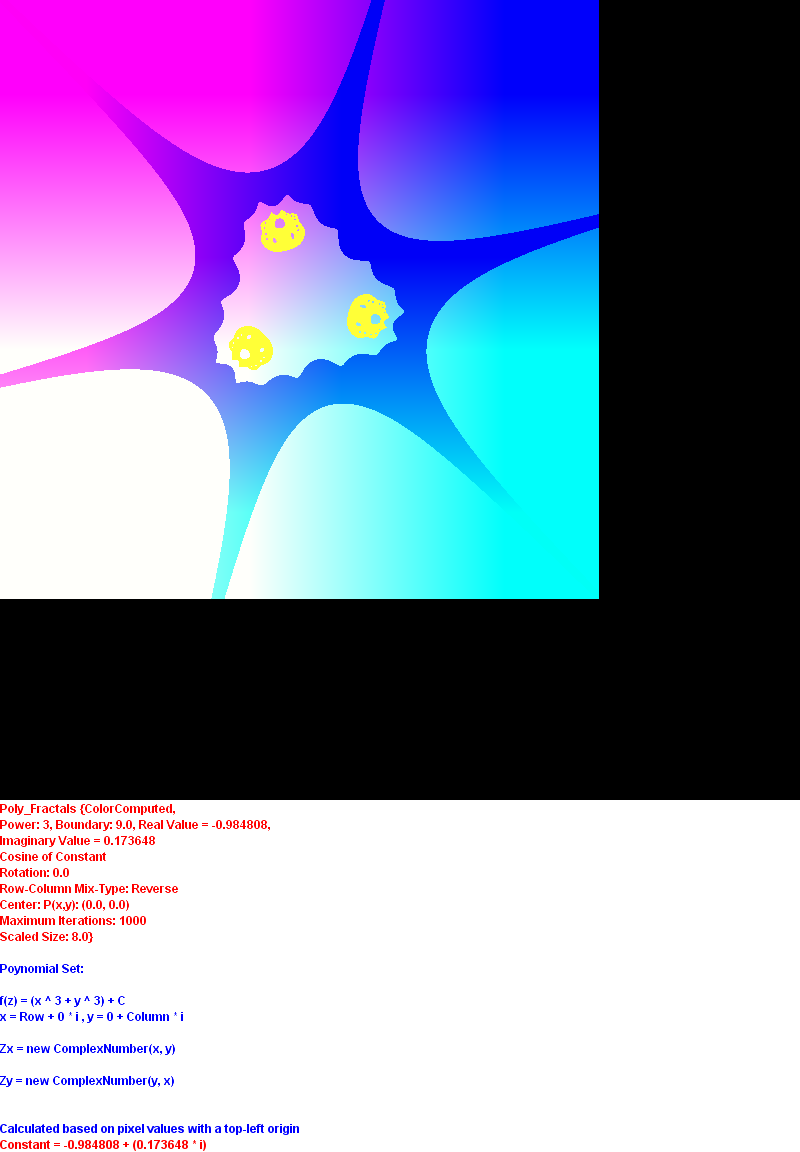 Poly_Fractals {ColorComputed,
Power: 3, Boundary: 9.0, Real Value = -0.984808,
Imaginary Value = 0.173648
Cosine of Constant
Rotation: 0.0
Row-Column Mix-Type: Reverse
Center: P(x,y): (0.0, 0.0)
Maximum Iterations: 1000
Scaled Size: 8.0}
Poynomial Set:
f(z) = (x ^ 3 + y ^ 3) + C
x = Row + 0 * i , y = 0 + Column * i
Zx = new ComplexNumber(x, y)
Zy = new ComplexNumber(y, x)
Calculated based on pixel values with a top-left origin
Constant = -0.984808 + (0.173648 * i)